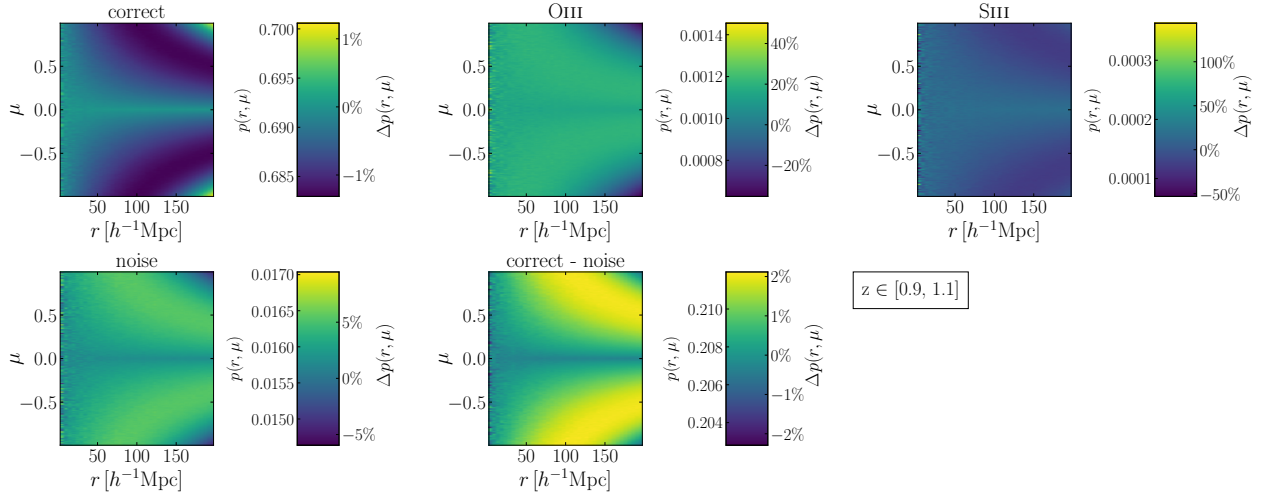 correct
μ
0.5
0.0
−0.5
50 100 150
r [h⁻¹Mpc]
p(r, μ)
0.700
0.695
0.690
0.685
1%
0%
−1%
Δp(r, μ)
OIII
50 100 150
r [h⁻¹Mpc]
p(r, μ)
0.0014
0.0012
0.0010
0.0008
40%
20%
0%
−20%
Δp(r, μ)
SIII
μ
0.5
0.0
−0.5
50 100 150
r [h⁻¹Mpc]
p(r, μ)
0.0003
0.0002
0.0001
100%
50%
0%
−50%
Δp(r, μ)
noise
μ
0.5
0.0
−0.5
50 100 150
r [h⁻¹Mpc]
p(r, μ)
0.0170
0.0165
0.0160
0.0155
0.0150
5%
0%
−5%
Δp(r, μ)
correct - noise
μ
0.5
0.0
−0.5
50 100 150
r [h⁻¹Mpc]
p(r, μ)
0.210
0.208
0.206
0.204
2%
1%
0%
−1%
−2%
Δp(r, μ)
z ∈ [0.9, 1.1]